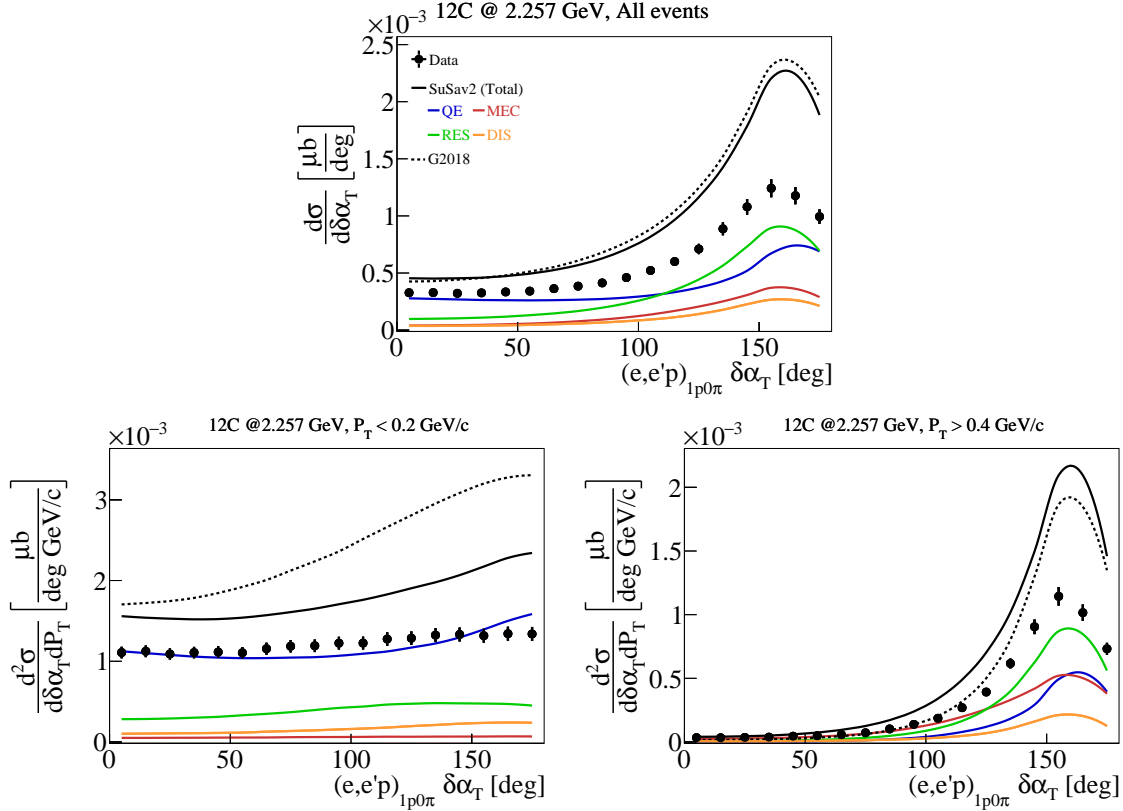 ×10⁻³ 12C @ 2.257 GeV, All events
Data
SuSav2 (Total)
QE MEC
RES DIS
G2018
dσ/dδα_T [μb/deg]
2.5
2
1.5
1
0.5
0
0 50 100 150
(e,e'p)_1p0π δα_T [deg]
×10⁻³ 12C @2.257 GeV, P_T < 0.2 GeV/c
d²σ/dδα_TdP_T [μb/deg GeV/c]
3
2
1
0
0 50 100 150
(e,e'p)_1p0π δα_T [deg]
×10⁻³ 12C @2.257 GeV, P_T > 0.4 GeV/c
d²σ/dδα_TdP_T [μb/deg GeV/c]
2
1.5
1
0.5
0
0 50 100 150
(e,e'p)_1p0π δα_T [deg]